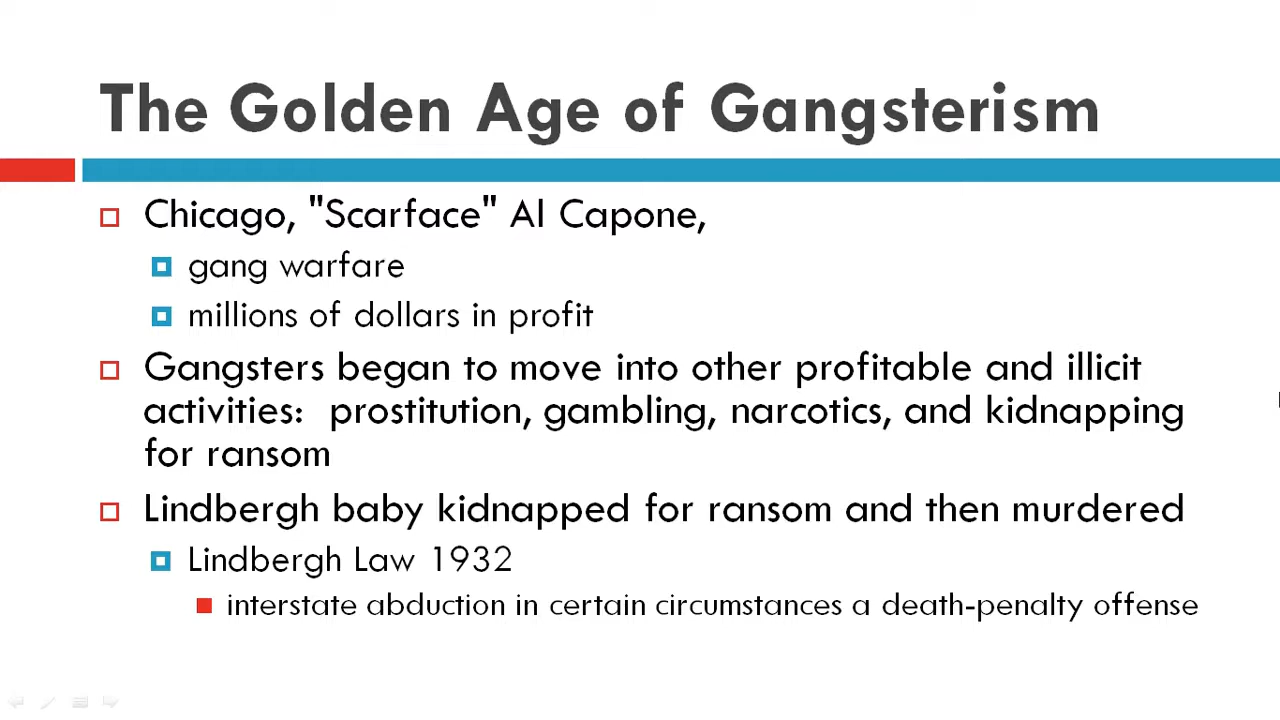 The Golden Age of Gangsterism
Chicago, "Scarface" Al Capone,
gang warfare
millions of dollars in profit
Gangsters began to move into other profitable and illicit
activities:  prostitution, gambling, narcotics, and kidnapping
for ransom
Lindbergh baby kidnapped for ransom and then murdered
Lindbergh Law 1932
interstate abduction in certain circumstances a death-penalty offense